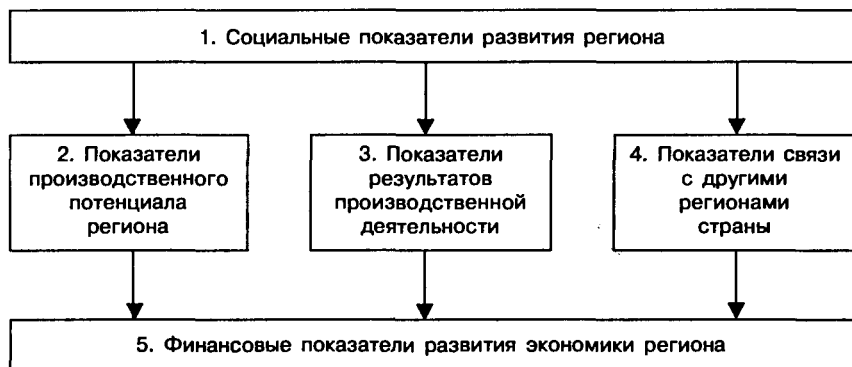 1. Социальные показатели развития региона
2. Показатели
производственного
потенциала
региона
3. Показатели
результатов
производственной
деятельности
4. Показатели связи
с другими
регионами
страны
5. Финансовые показатели развития экономики региона